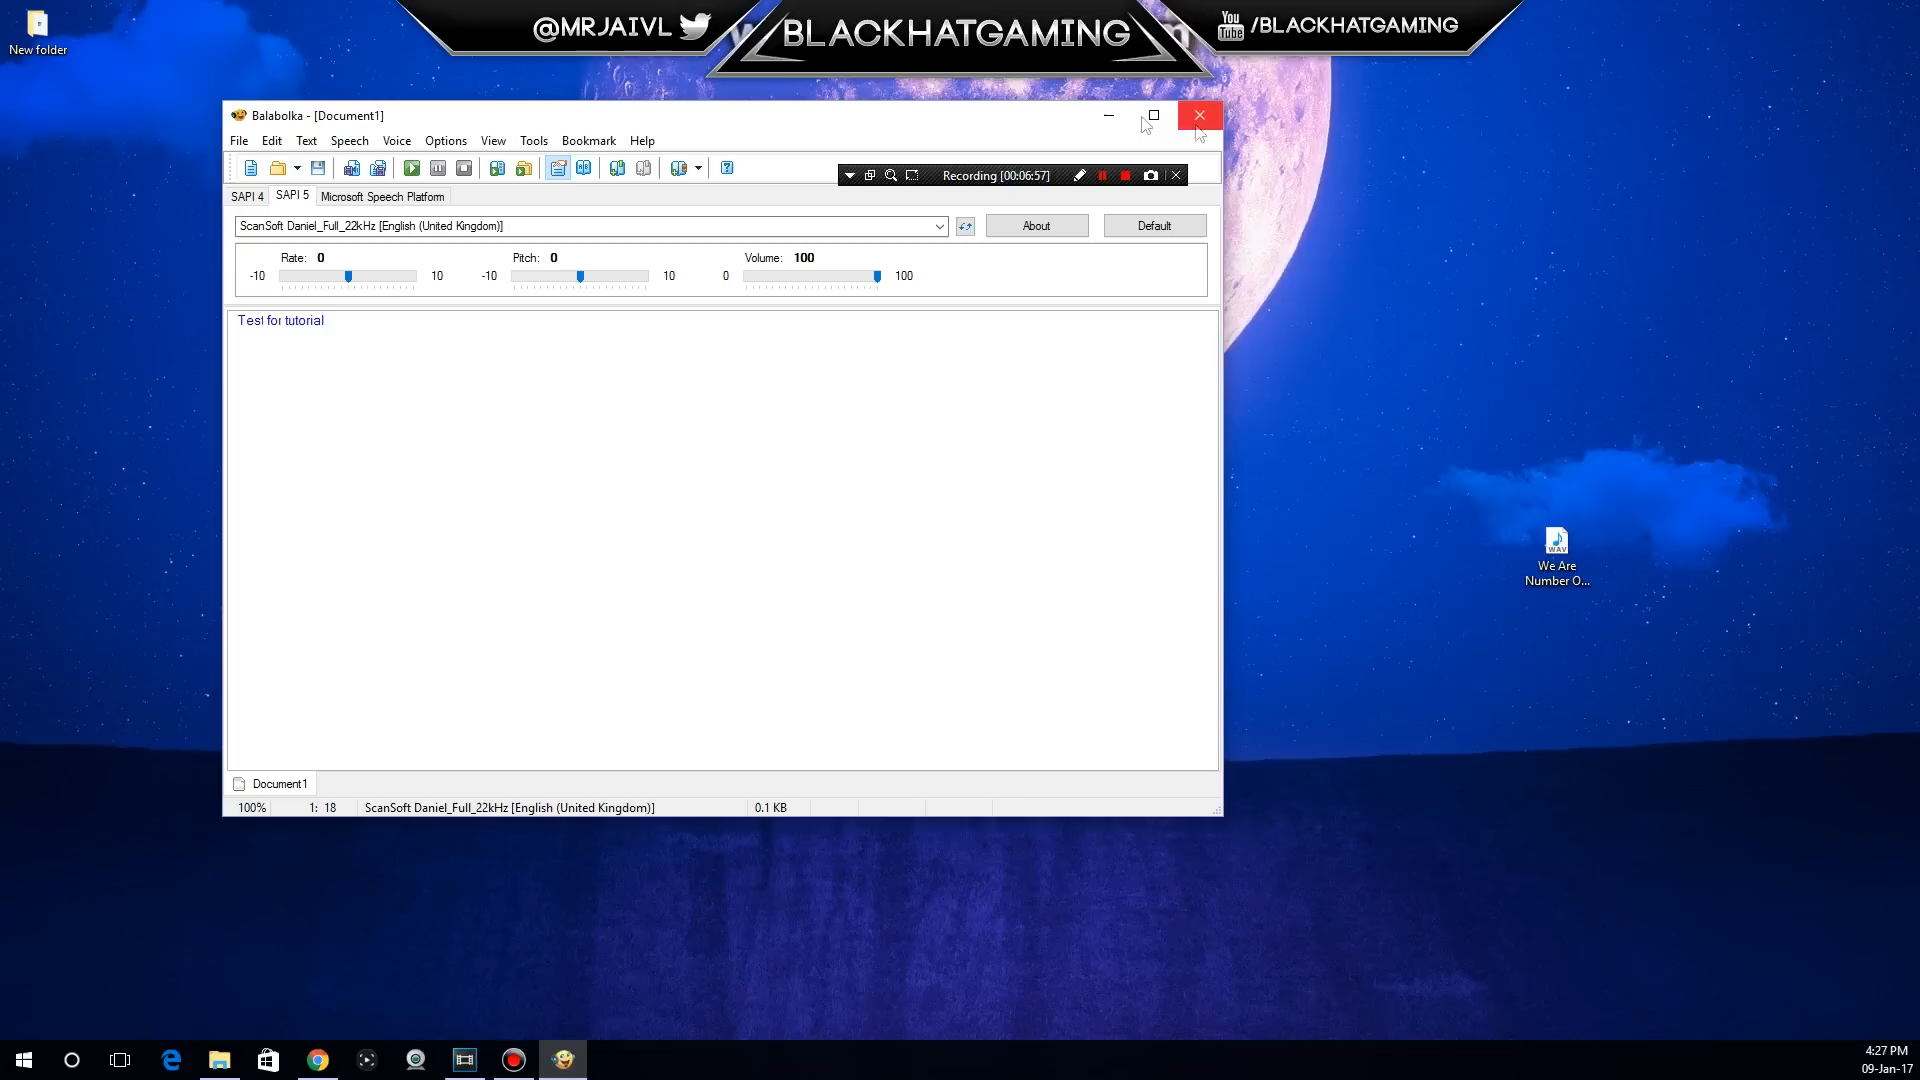 New folder
@MRJAIVL
BLACKHATGAMING
You Tube /BLACKHATGAMING
Balabolka - [Document1]
File Edit Text Speech Voice Options View Tools Bookmark Help
Recording [00:06:57]
SAPI 4 SAPI 5 Microsoft Speech Platform
ScanSoft Daniel_Full_22kHz [English (United Kingdom)] About Default
Rate: 0 Pitch: 0 Volume: 100
-10 10 -10 10 0 100
Test for tutorial
WAV
We Are
Number O...
Document1
100% 1: 18 ScanSoft Daniel_Full_22kHz [English (United Kingdom)] 0.1 KB
4:27 PM
09-Jan-17